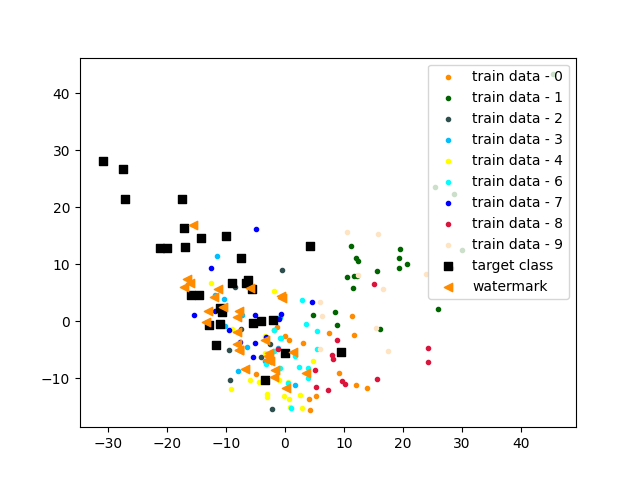 40
30
20
10
0
−10
−30
−20
−10
0
10
20
30
40
train data - 0
train data - 1
train data - 2
train data - 3
train data - 4
train data - 6
train data - 7
train data - 8
train data - 9
target class
watermark